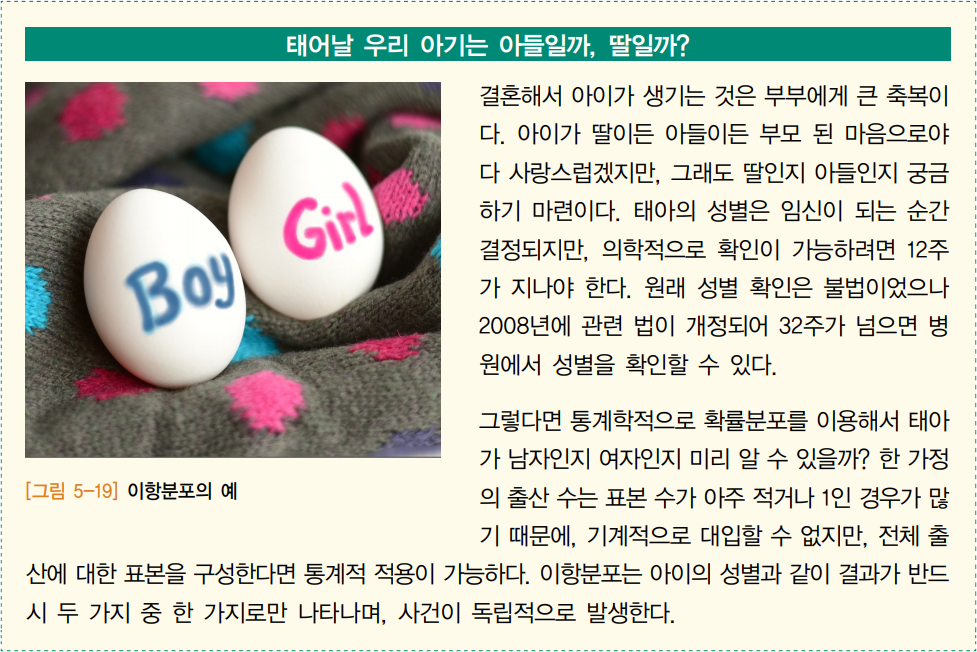 태어날 우리 아기는 아들일까, 딸일까?
Boy
Girl
[그림 5-19] 이항분포의 예
결혼해서 아이가 생기는 것은 부부에게 큰 축복이
다. 아이가 딸이든 아들이든 부모 된 마음으로야
다 사랑스럽겠지만, 그래도 딸인지 아들인지 궁금
하기 마련이다. 태아의 성별은 임신이 되는 순간
결정되지만, 의학적으로 확인이 가능하려면 12주
가 지나야 한다. 원래 성별 확인은 불법이었으나
2008년에 관련 법이 개정되어 32주가 넘으면 병
원에서 성별을 확인할 수 있다.
그렇다면 통계학적으로 확률분포를 이용해서 태아
가 남자인지 여자인지 미리 알 수 있을까? 한 가정
의 출산 수는 표본 수가 아주 적거나 1인 경우가 많
기 때문에, 기계적으로 대입할 수 없지만, 전체 출
산에 대한 표본을 구성한다면 통계적 적용이 가능하다. 이항분포는 아이의 성별과 같이 결과가 반드
시 두 가지 중 한 가지로만 나타나며, 사건이 독립적으로 발생한다.